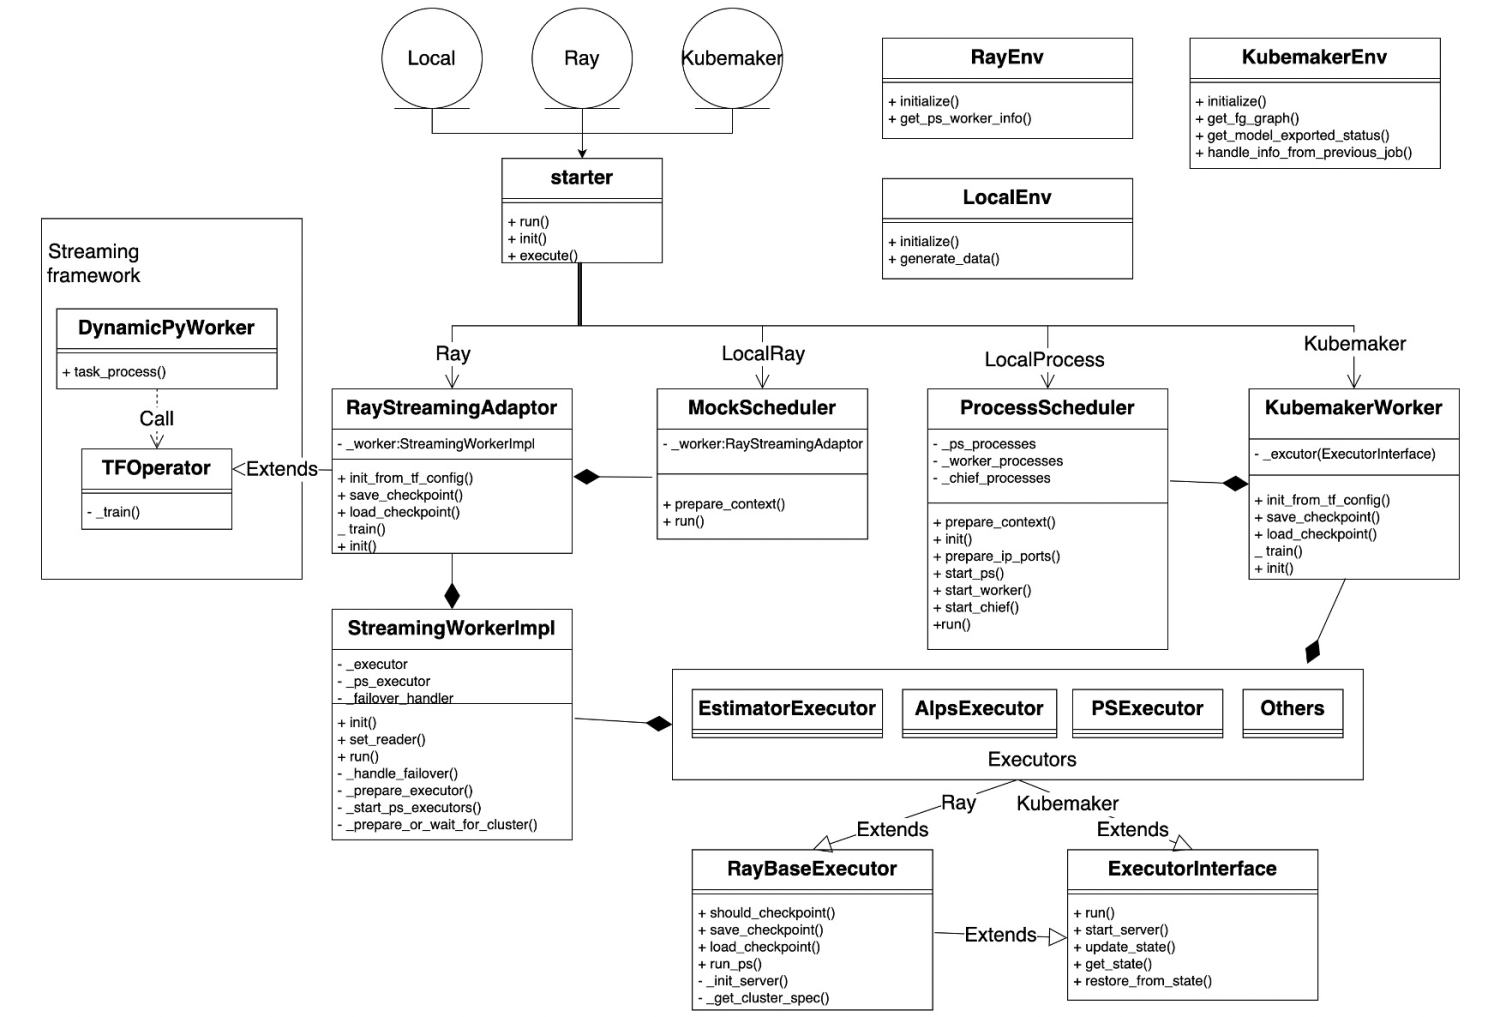 Local
Ray
Kubemaker
RayEnv
+ initialize()
+ get_ps_worker_info()
KubemakerEnv
+ initialize()
+ get_fg_graph()
+ get_model_exported_status()
+ handle_info_from_previous_job()
starter
+ run()
+ init()
+ execute()
LocalEnv
+ initialize()
+ generate_data()
Streaming
framework
DynamicPyWorker
+ task_process()
Call
TFOperator
- _train()
Extends
Ray
LocalRay
LocalProcess
Kubemaker
RayStreamingAdaptor
- _worker:StreamingWorkerImpl
+ init_from_tf_config()
+ save_checkpoint()
+ load_checkpoint()
_ train()
+ init()
MockScheduler
- _worker:RayStreamingAdaptor
+ prepare_context()
+ run()
ProcessScheduler
- _ps_processes
- _worker_processes
- _chief_processes
+ prepare_context()
+ init()
+ prepare_ip_ports()
+ start_ps()
+ start_worker()
+ start_chief()
+run()
KubemakerWorker
- _excutor(ExecutorInterface)
+ init_from_tf_config()
+ save_checkpoint()
+ load_checkpoint()
_ train()
+ init()
StreamingWorkerImpl
- _executor
- _ps_executor
- _failover_handler
+ init()
+ set_reader()
+ run()
- _handle_failover()
- _prepare_executor()
- _start_ps_executors()
- _prepare_or_wait_for_cluster()
EstimatorExecutor
AlpsExecutor
PSExecutor
Others
Executors
Ray
Kubemaker
Extends
Extends
RayBaseExecutor
+ should_checkpoint()
+ save_checkpoint()
+ load_checkpoint()
+ run_ps()
- _init_server()
- _get_cluster_spec()
Extends
ExecutorInterface
+ run()
+ start_server()
+ update_state()
+ get_state()
+ restore_from_state()